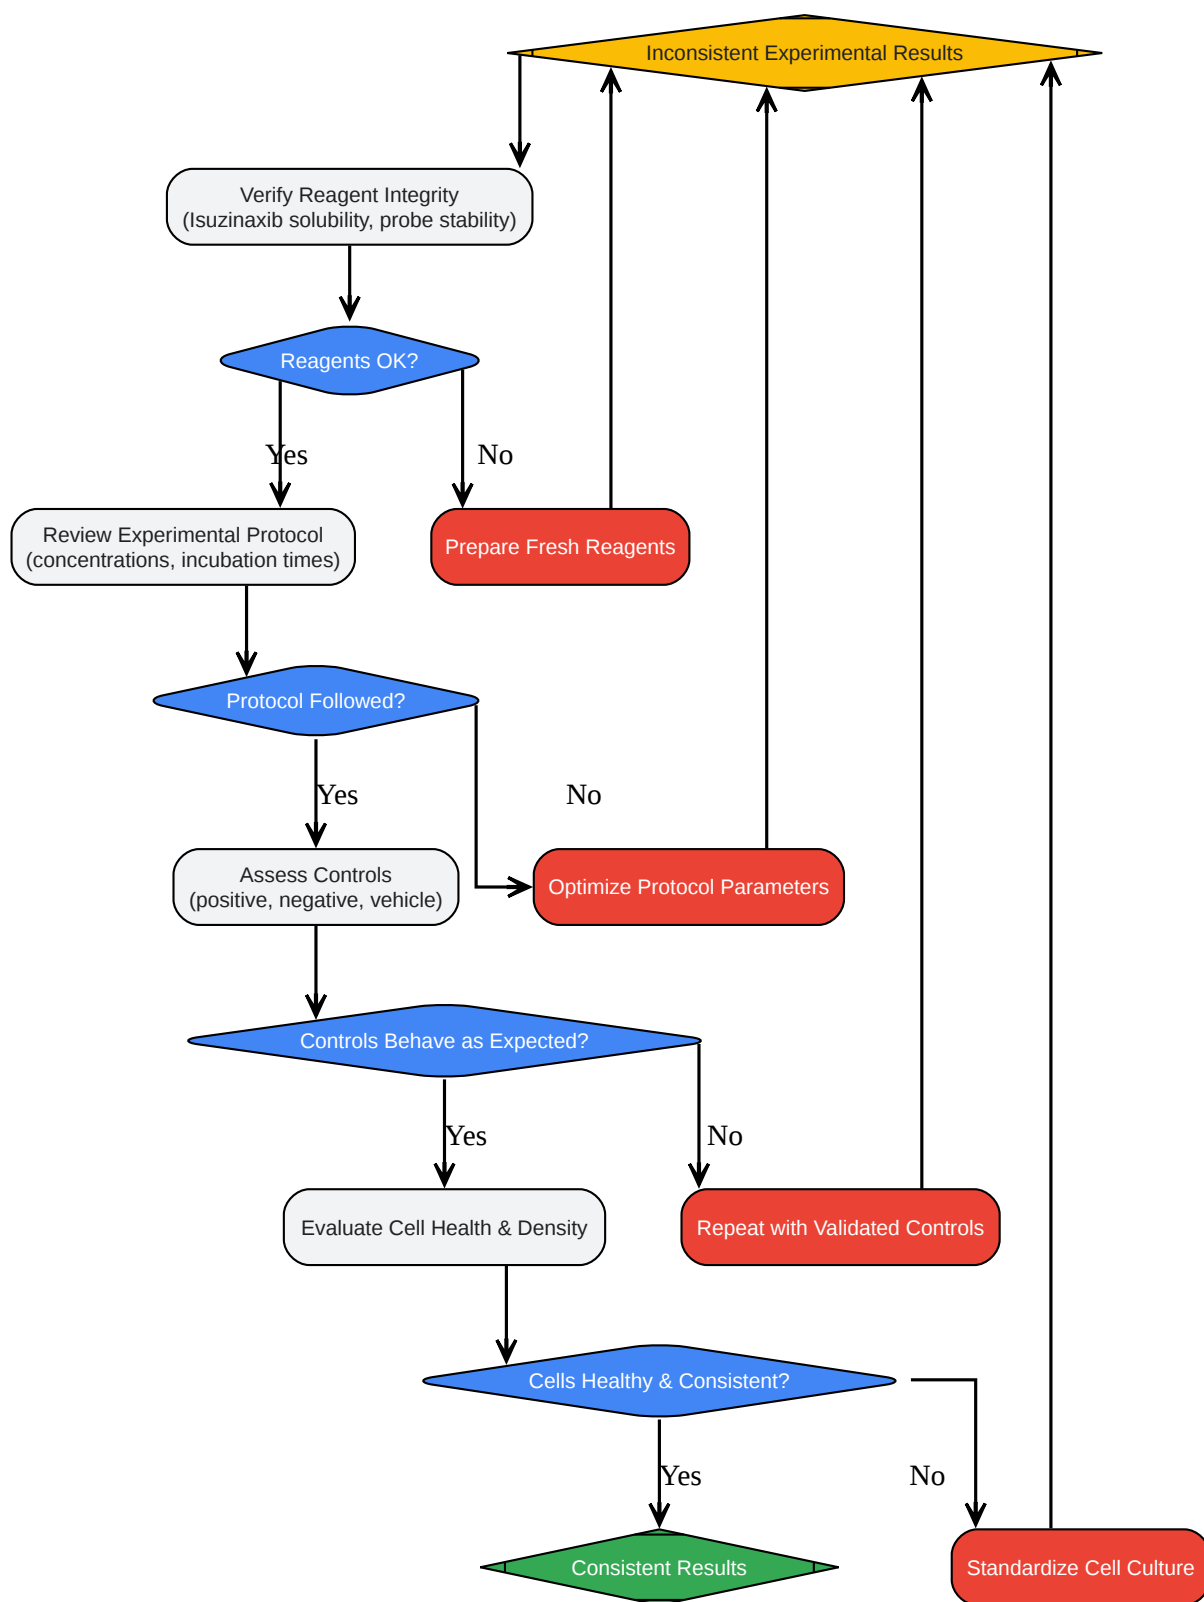 Inconsistent Experimental Results
Verify Reagent Integrity
(Isuzinaxib solubility, probe stability)
Reagents OK?
Yes
No
Review Experimental Protocol
(concentrations, incubation times)
Prepare Fresh Reagents
Protocol Followed?
Yes
No
Assess Controls
(positive, negative, vehicle)
Optimize Protocol Parameters
Controls Behave as Expected?
Yes
No
Evaluate Cell Health & Density
Repeat with Validated Controls
Cells Healthy & Consistent?
Yes
No
Consistent Results
Standardize Cell Culture